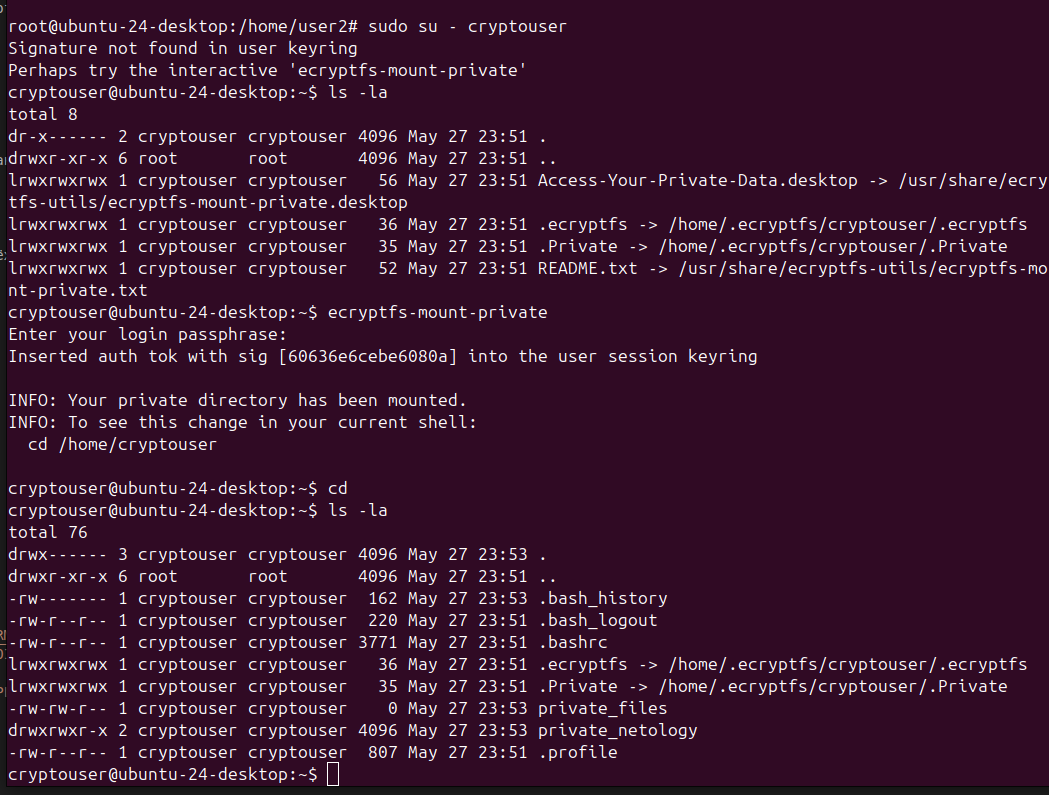 root@ubuntu-24-desktop:/home/user2# sudo su - cryptouser
Signature not found in user keyring
Perhaps try the interactive 'ecryptfs-mount-private'
cryptouser@ubuntu-24-desktop:~$ ls -la
total 8
dr-x------ 2 cryptouser cryptouser 4096 May 27 23:51 .
drwxr-xr-x 6 root       root       4096 May 27 23:51 ..
lrwxrwxrwx 1 cryptouser cryptouser   56 May 27 23:51 Access-Your-Private-Data.desktop -> /usr/share/ecry
tfs-utils/ecryptfs-mount-private.desktop
lrwxrwxrwx 1 cryptouser cryptouser   36 May 27 23:51 .ecryptfs -> /home/.ecryptfs/cryptouser/.ecryptfs
lrwxrwxrwx 1 cryptouser cryptouser   35 May 27 23:51 .Private -> /home/.ecryptfs/cryptouser/.Private
lrwxrwxrwx 1 cryptouser cryptouser   52 May 27 23:51 README.txt -> /usr/share/ecryptfs-utils/ecryptfs-mo
nt-private.txt
cryptouser@ubuntu-24-desktop:~$ ecryptfs-mount-private
Enter your login passphrase:
Inserted auth tok with sig [60636e6cebe6080a] into the user session keyring

INFO: Your private directory has been mounted.
INFO: To see this change in your current shell:
  cd /home/cryptouser

cryptouser@ubuntu-24-desktop:~$ cd
cryptouser@ubuntu-24-desktop:~$ ls -la
total 76
drwx------ 3 cryptouser cryptouser 4096 May 27 23:53 .
drwxr-xr-x 6 root       root       4096 May 27 23:51 ..
-rw------- 1 cryptouser cryptouser  162 May 27 23:53 .bash_history
-rw-r--r-- 1 cryptouser cryptouser  220 May 27 23:51 .bash_logout
-rw-r--r-- 1 cryptouser cryptouser 3771 May 27 23:51 .bashrc
lrwxrwxrwx 1 cryptouser cryptouser   36 May 27 23:51 .ecryptfs -> /home/.ecryptfs/cryptouser/.ecryptfs
lrwxrwxrwx 1 cryptouser cryptouser   35 May 27 23:51 .Private -> /home/.ecryptfs/cryptouser/.Private
-rw-rw-r-- 1 cryptouser cryptouser    0 May 27 23:53 private_files
drwxrwxr-x 2 cryptouser cryptouser 4096 May 27 23:53 private_netology
-rw-r--r-- 1 cryptouser cryptouser  807 May 27 23:51 .profile
cryptouser@ubuntu-24-desktop:~$